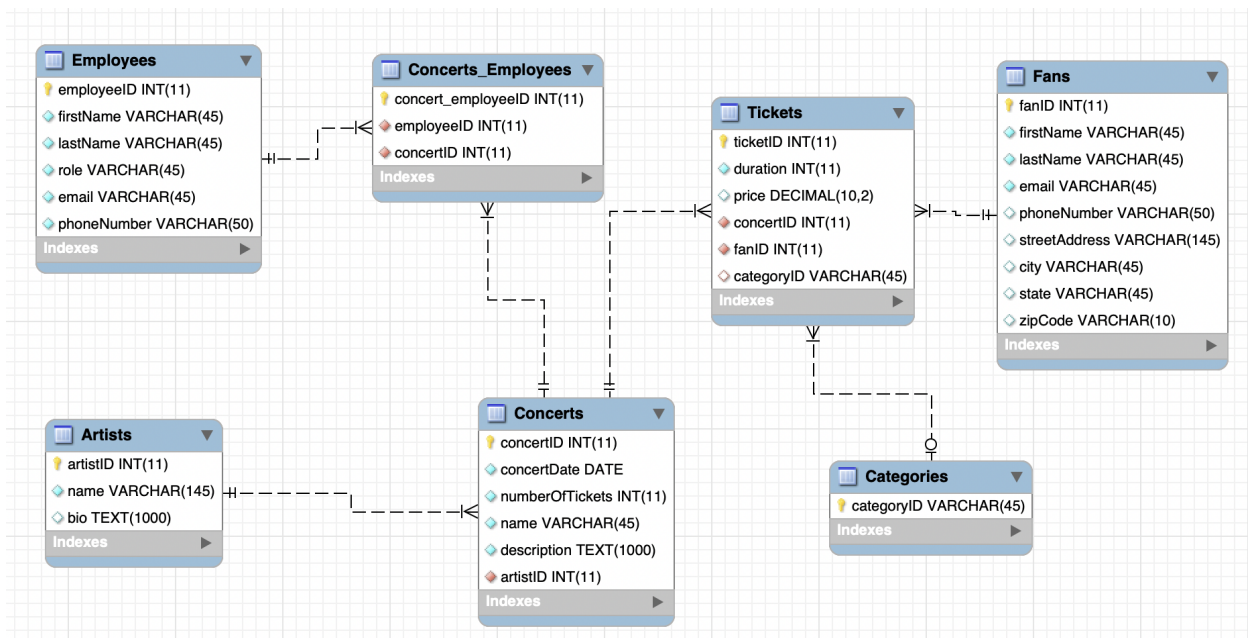 Employees
employeeID INT(11)
firstName VARCHAR(45)
lastName VARCHAR(45)
role VARCHAR(45)
email VARCHAR(45)
phoneNumber VARCHAR(50)
Indexes
Concerts_Employees
concert_employeeID INT(11)
employeeID INT(11)
concertID INT(11)
Indexes
Tickets
ticketID INT(11)
duration INT(11)
price DECIMAL(10,2)
concertID INT(11)
fanID INT(11)
categoryID VARCHAR(45)
Indexes
Fans
fanID INT(11)
firstName VARCHAR(45)
lastName VARCHAR(45)
email VARCHAR(45)
phoneNumber VARCHAR(50)
streetAddress VARCHAR(145)
city VARCHAR(45)
state VARCHAR(45)
zipCode VARCHAR(10)
Indexes
Artists
artistID INT(11)
name VARCHAR(145)
bio TEXT(1000)
Indexes
Concerts
concertID INT(11)
concertDate DATE
numberOfTickets INT(11)
name VARCHAR(45)
description TEXT(1000)
artistID INT(11)
Indexes
Categories
categoryID VARCHAR(45)
Indexes